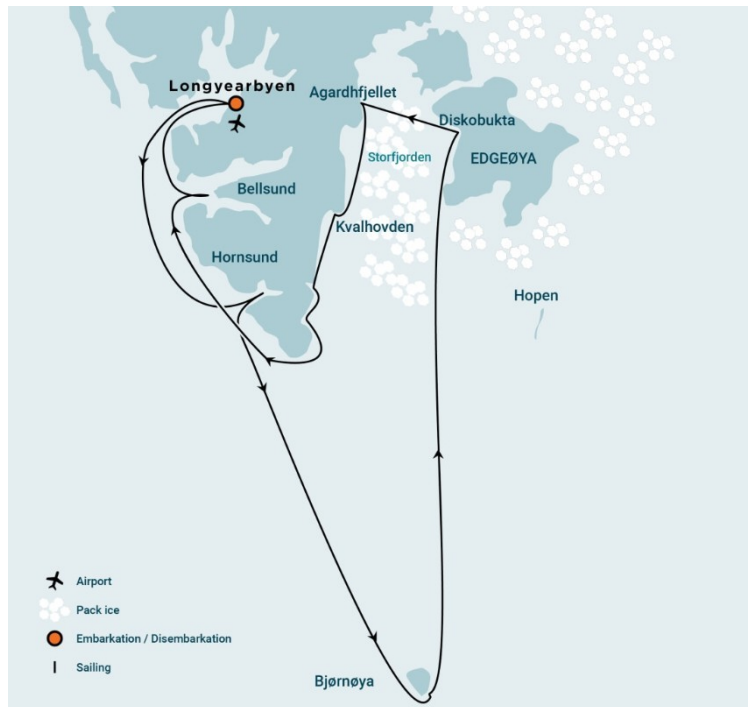 Longyearbyen
Agardhfjellet
Diskobukta
Storfjorden
EDGEØYA
Bellsund
Kvalhovden
Hornsund
Hopen
Airport
Pack ice
Embarkation / Disembarkation
Sailing
Bjørnøya